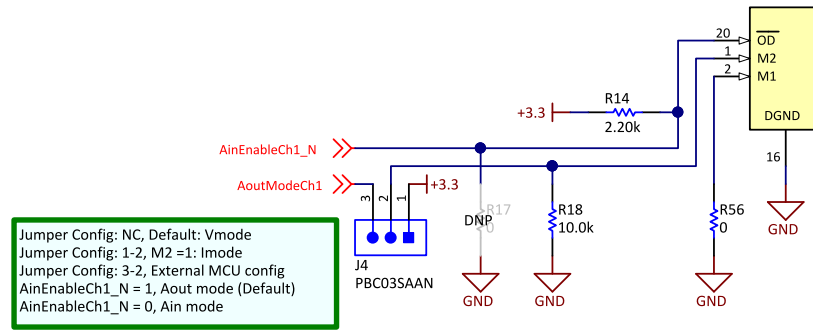 20
OD
1
M2
2
M1
R14
+3.3
2.20k
DGND
AinEnableCh1_N
16
AoutModeCh1
3
2
1
+3.3
R17
DNP
0
R18
10.0k
R56
0
Jumper Config: NC, Default: Vmode
Jumper Config: 1-2, M2 =1: Imode
Jumper Config: 3-2, External MCU config
AinEnableCh1_N = 1, Aout mode (Default)
AinEnableCh1_N = 0, Ain mode
J4
PBC03SAAN
GND
GND
GND
GND